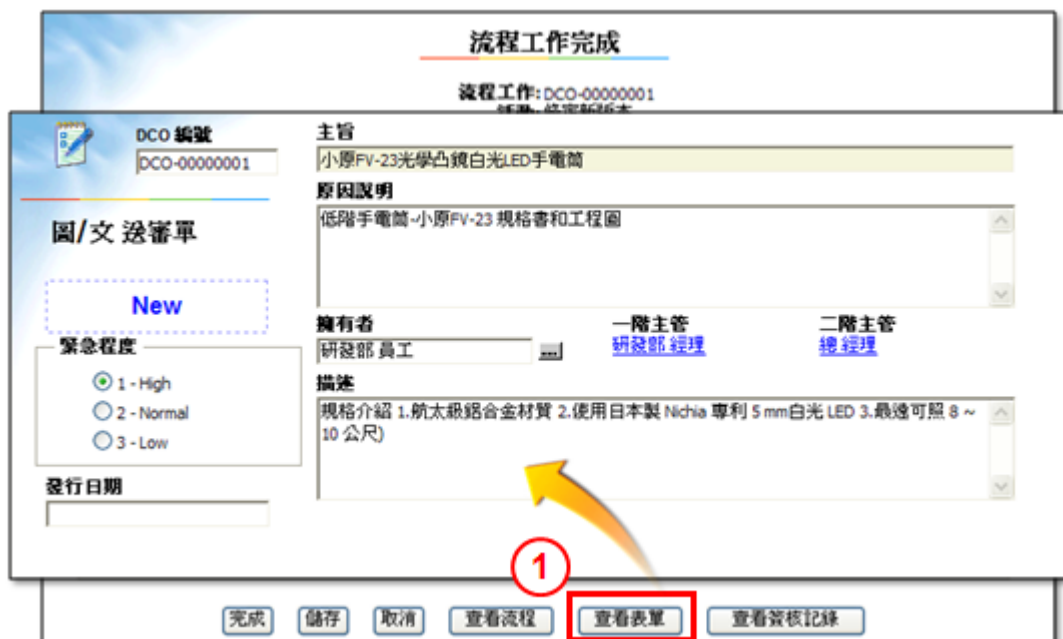 流程工作完成
流程工作: DCO-00000001
DCO 編號
DCO-00000001
主旨
小原FV-23光學凸鏡白光LED手電筒
原因說明
低階手電筒-小原FV-23 規格書和工程圖
圖/文 送審單
New
擁有者
一階主管
二階主管
研發部 員工
...
研發部 經理
總 經理
緊急程度
1 - High
2 - Normal
3 - Low
描述
規格介紹 1.航太級鋁合金材質 2.使用日本製 Nichia 專利 5 mm白光 LED 3.最遠可照 8 ~
10 公尺)
發行日期
1
完成
儲存
取消
查看流程
查看表單
查看簽核記錄